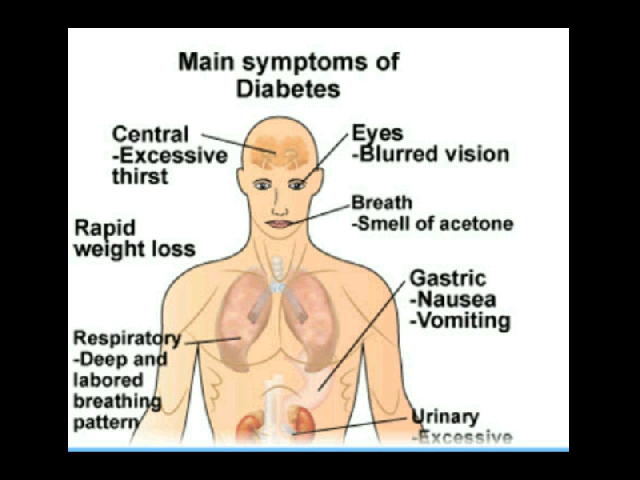 Main symptoms of
Diabetes
Central
-Excessive
thirst
Eyes
-Blurred vision
Breath
-Smell of acetone
Rapid
weight loss
Gastric
-Nausea
-Vomiting
Respiratory
-Deep and
labored
breathing
pattern
Urinary
-Excessive